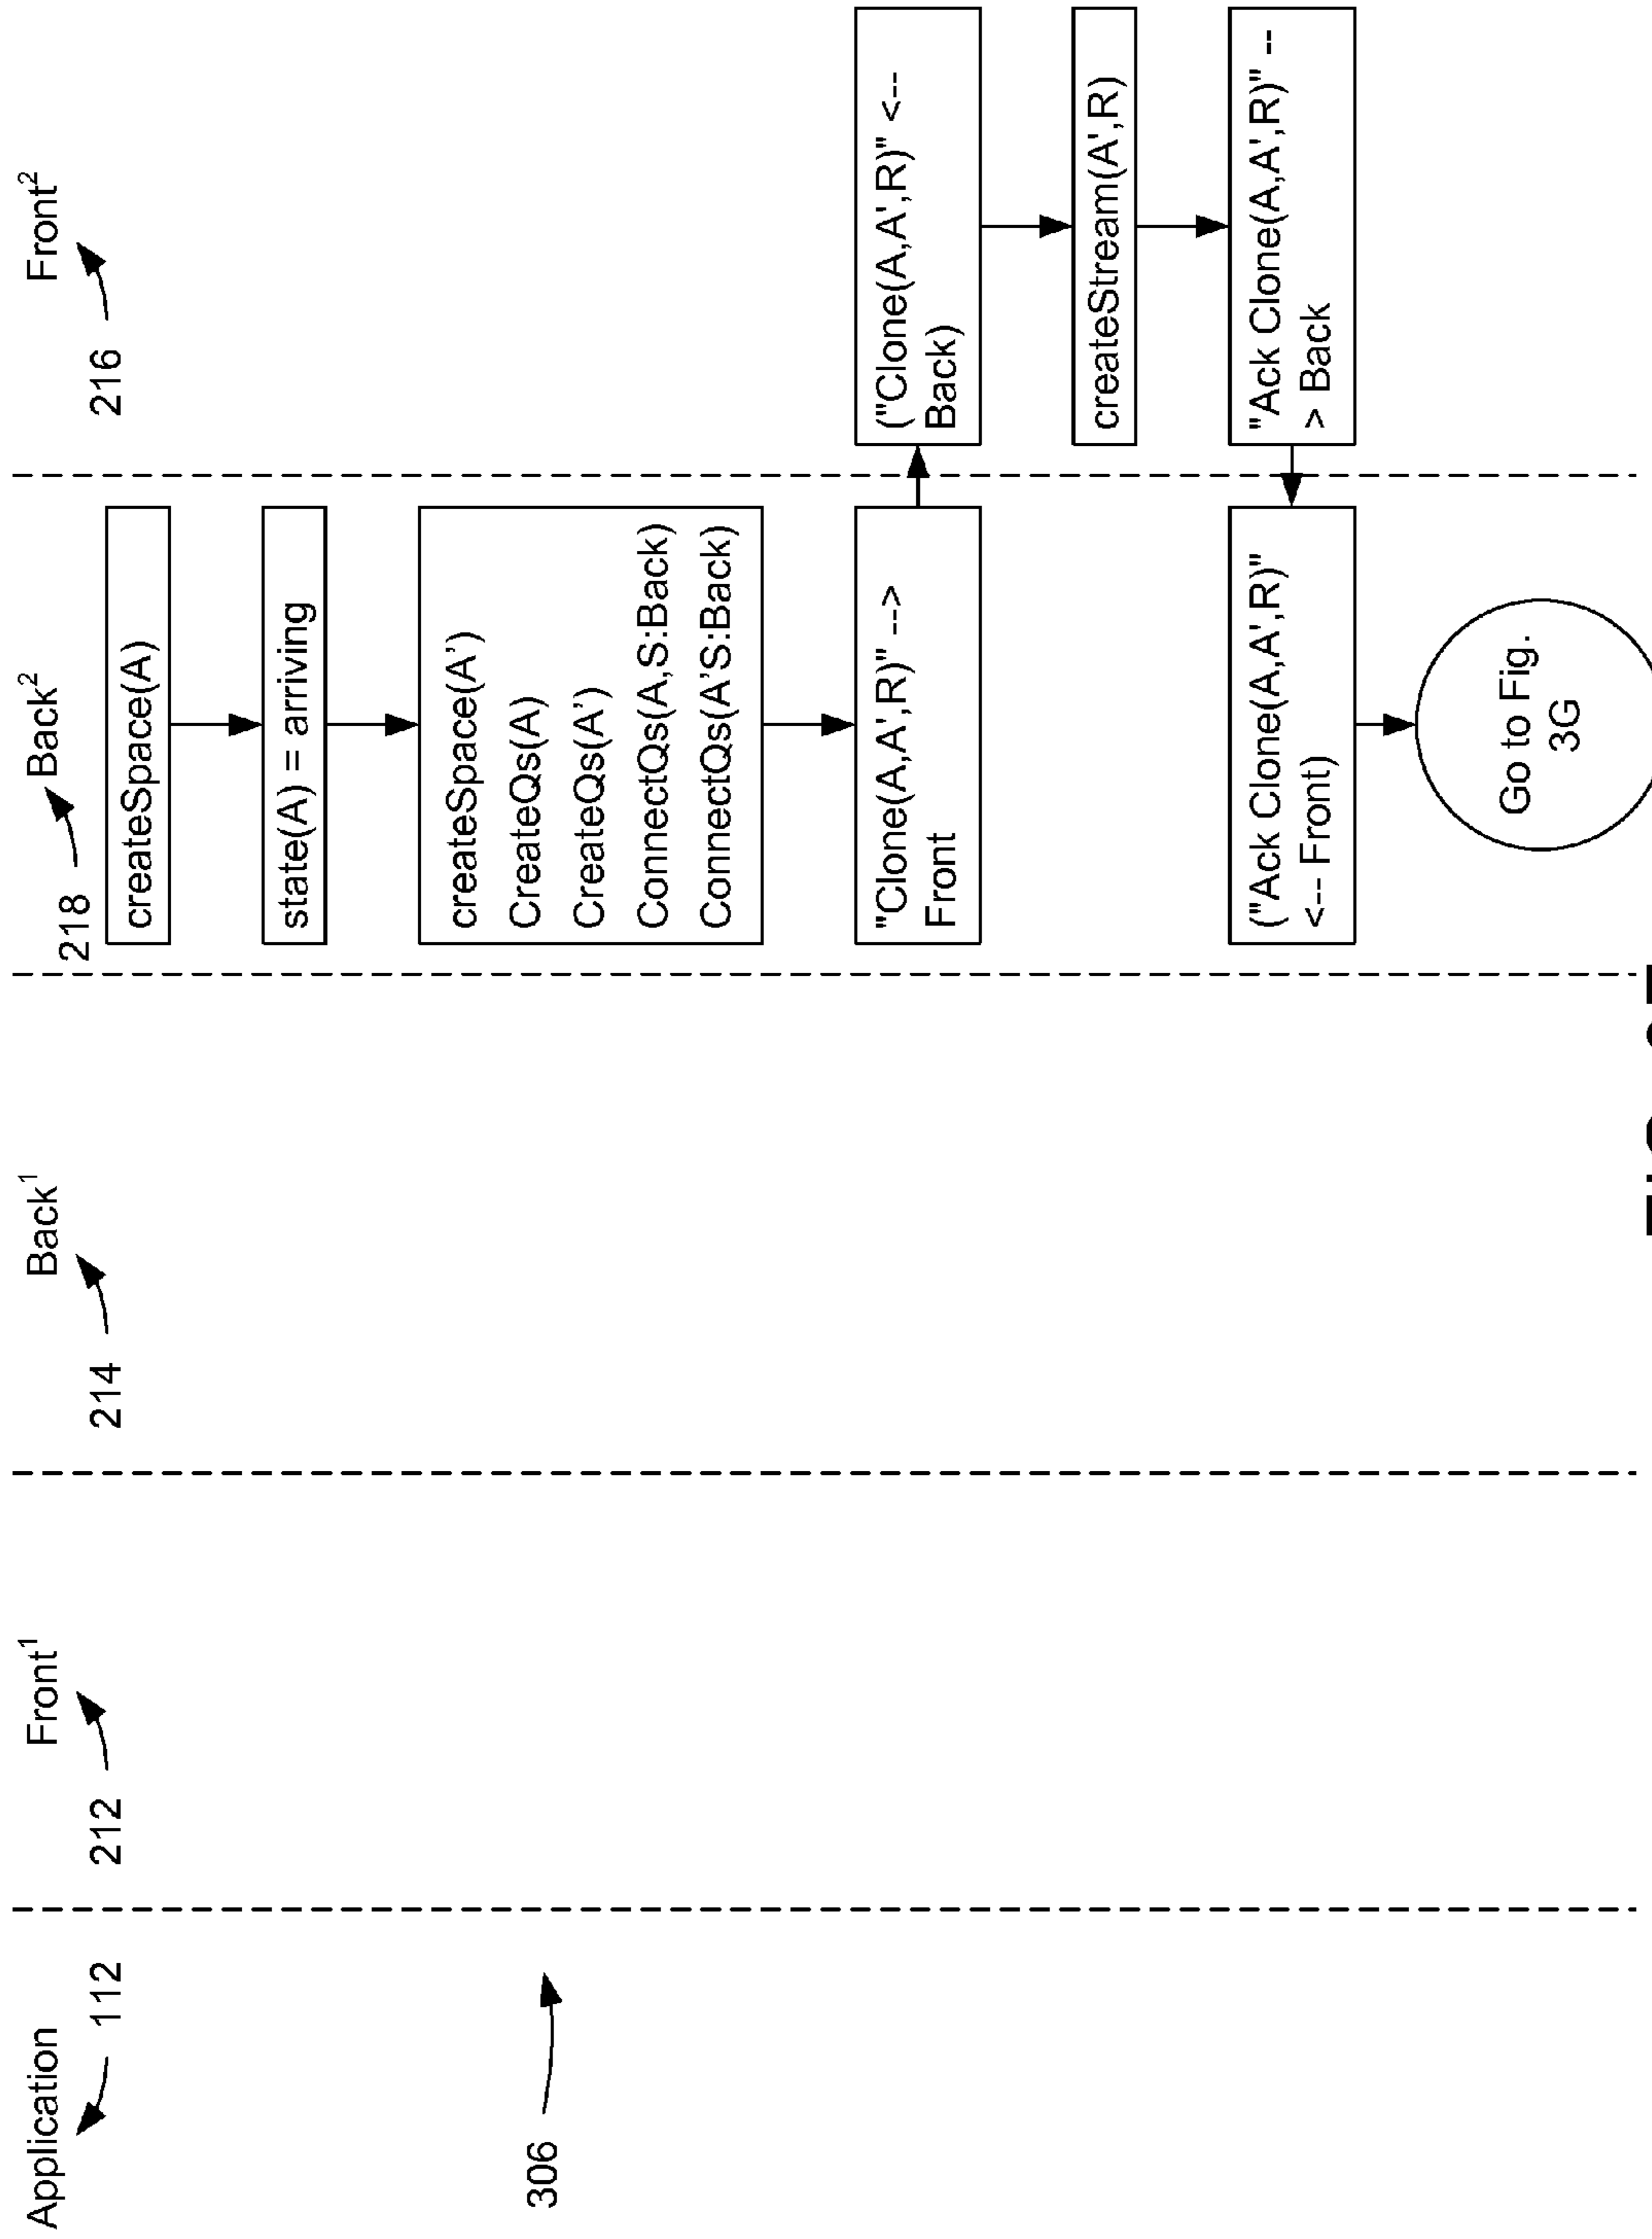 Application
112
Front1
212
Back1
214
Back2
218
Front2
216
306
createSpace(A)
state(A) = arriving
createSpace(A’)
CreateQs(A)
CreateQs(A’)
ConnectQs(A,S:Back)
ConnectQs(A’S:Back)
"Clone(A,A',R)" -->
Front
("Clone(A,A',R)" <--
Back)
createStream(A',R)
"Ack Clone(A,A',R)" --
> Back
("Ack Clone(A,A',R)"
<-- Front)
Go to Fig.
3G